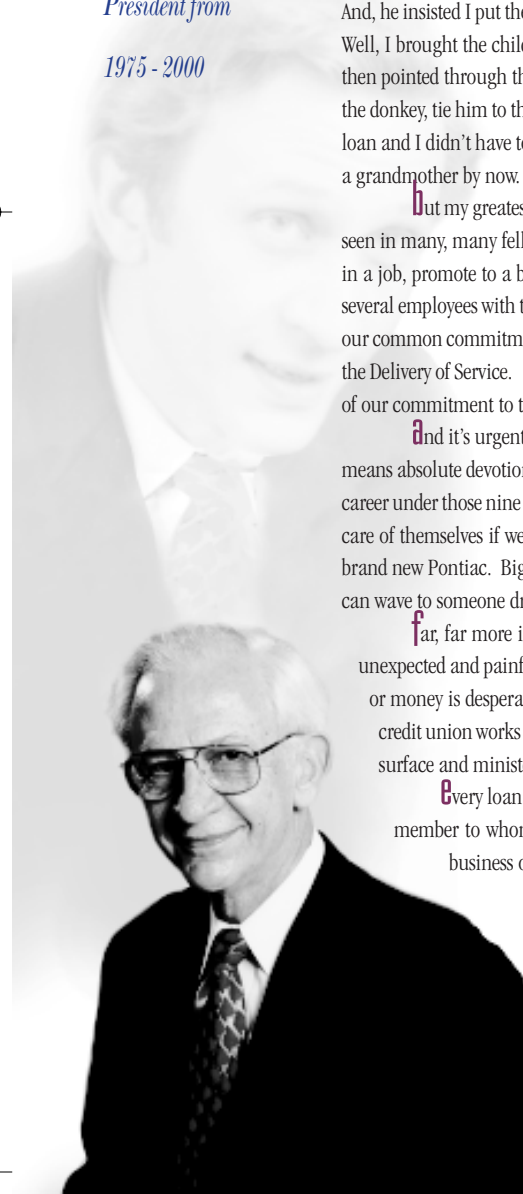 President from
1975 - 2000
And, he insisted I put the
Well, I brought the chil
then pointed through th
the donkey, tie him to th
loan and I didn't have t
a grandmother by now.
but my greates
seen in many, many fell
in a job, promote to a b
several employees with t
our common commitm
the Delivery of Service.
of our commitment to t
and it's urgent
means absolute devotion
career under those nine
care of themselves if we
brand new Pontiac. Big
can wave to someone dr
far, far more i
unexpected and painf
or money is despera
credit union works
surface and minist
every loan
member to whom
business o